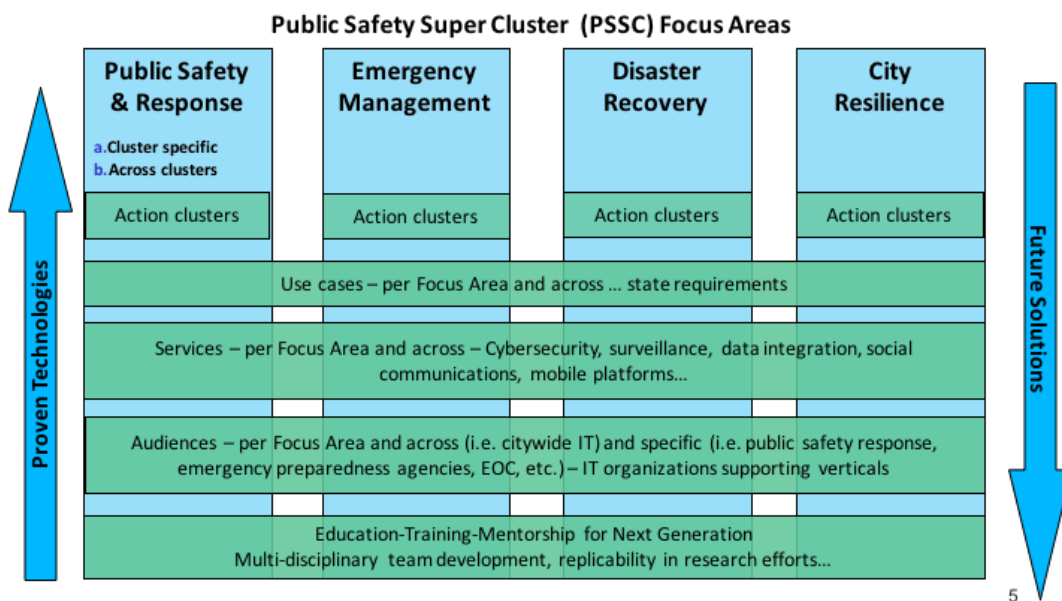 Public Safety Super Cluster (PSSC) Focus Areas
Public Safety
& Response
a.Cluster specific
b.Across clusters
Emergency
Management
Disaster
Recovery
City
Resilience
Action clusters
Action clusters
Action clusters
Action clusters
Use cases – per Focus Area and across … state requirements
Services – per Focus Area and across – Cybersecurity, surveillance, data integration, social
communications, mobile platforms…
Audiences – per Focus Area and across (i.e. citywide IT) and specific (i.e. public safety response,
emergency preparedness agencies, EOC, etc.) – IT organizations supporting verticals
Education-Training-Mentorship for Next Generation
Multi-disciplinary team development, replicability in research efforts…
Proven Technologies
Future Solutions
5